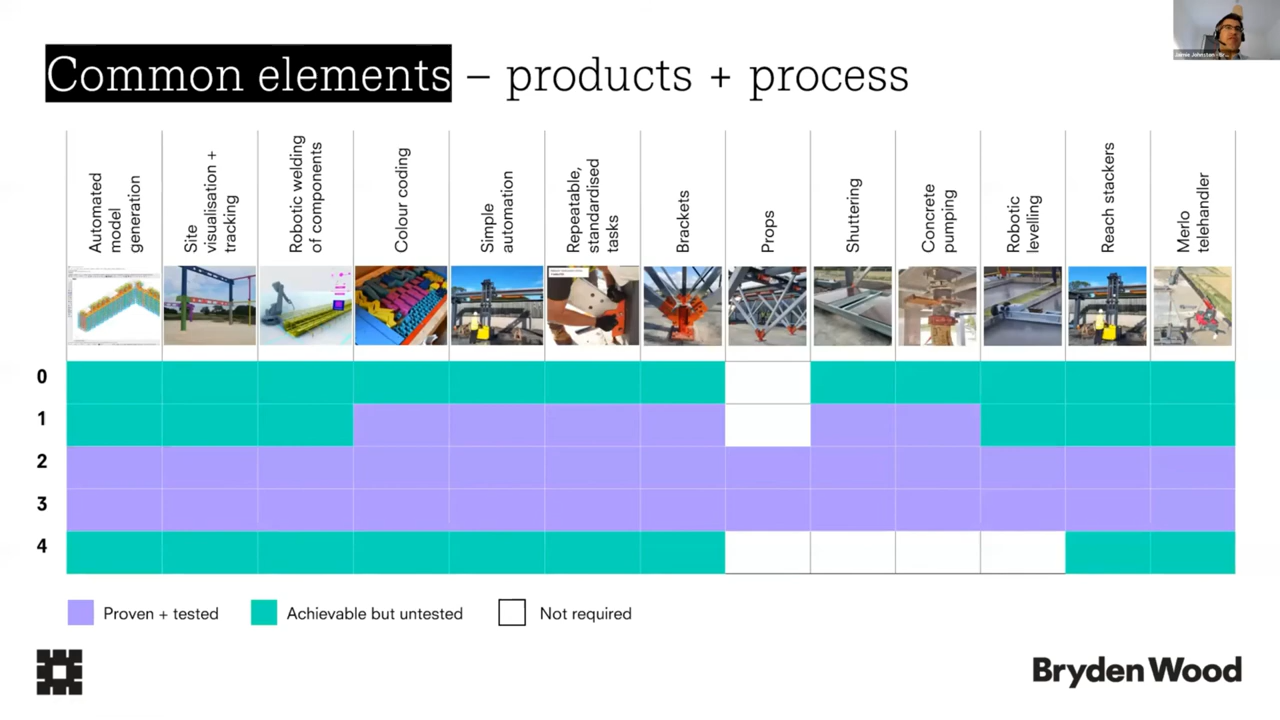 Common elements – products + process
Automated
model
generation
Site
visualisation +
tracking
Robotic welding
of components
Colour coding
Simple
automation
Repeatable,
standardised
tasks
Brackets
Props
Shuttering
Concrete
pumping
Robotic
levelling
Reach stackers
Merlo
telehandler
0
1
2
3
4
Proven + tested
Achievable but untested
Not required
Bryden Wood